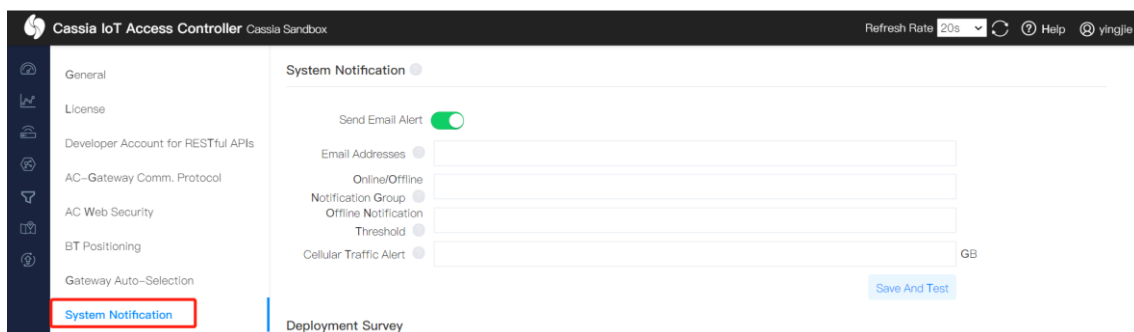 Cassia IoT Access Controller Cassia Sandbox
Refresh Rate 20s Help yingjie
General
License
Developer Account for RESTful APIs
AC-Gateway Comm. Protocol
AC Web Security
BT Positioning
Gateway Auto-Selection
System Notification
System Notification
Send Email Alert
Email Addresses
Online/Offline
Notification Group
Offline Notification
Threshold
Cellular Traffic Alert GB
Save And Test
Deployment Survey